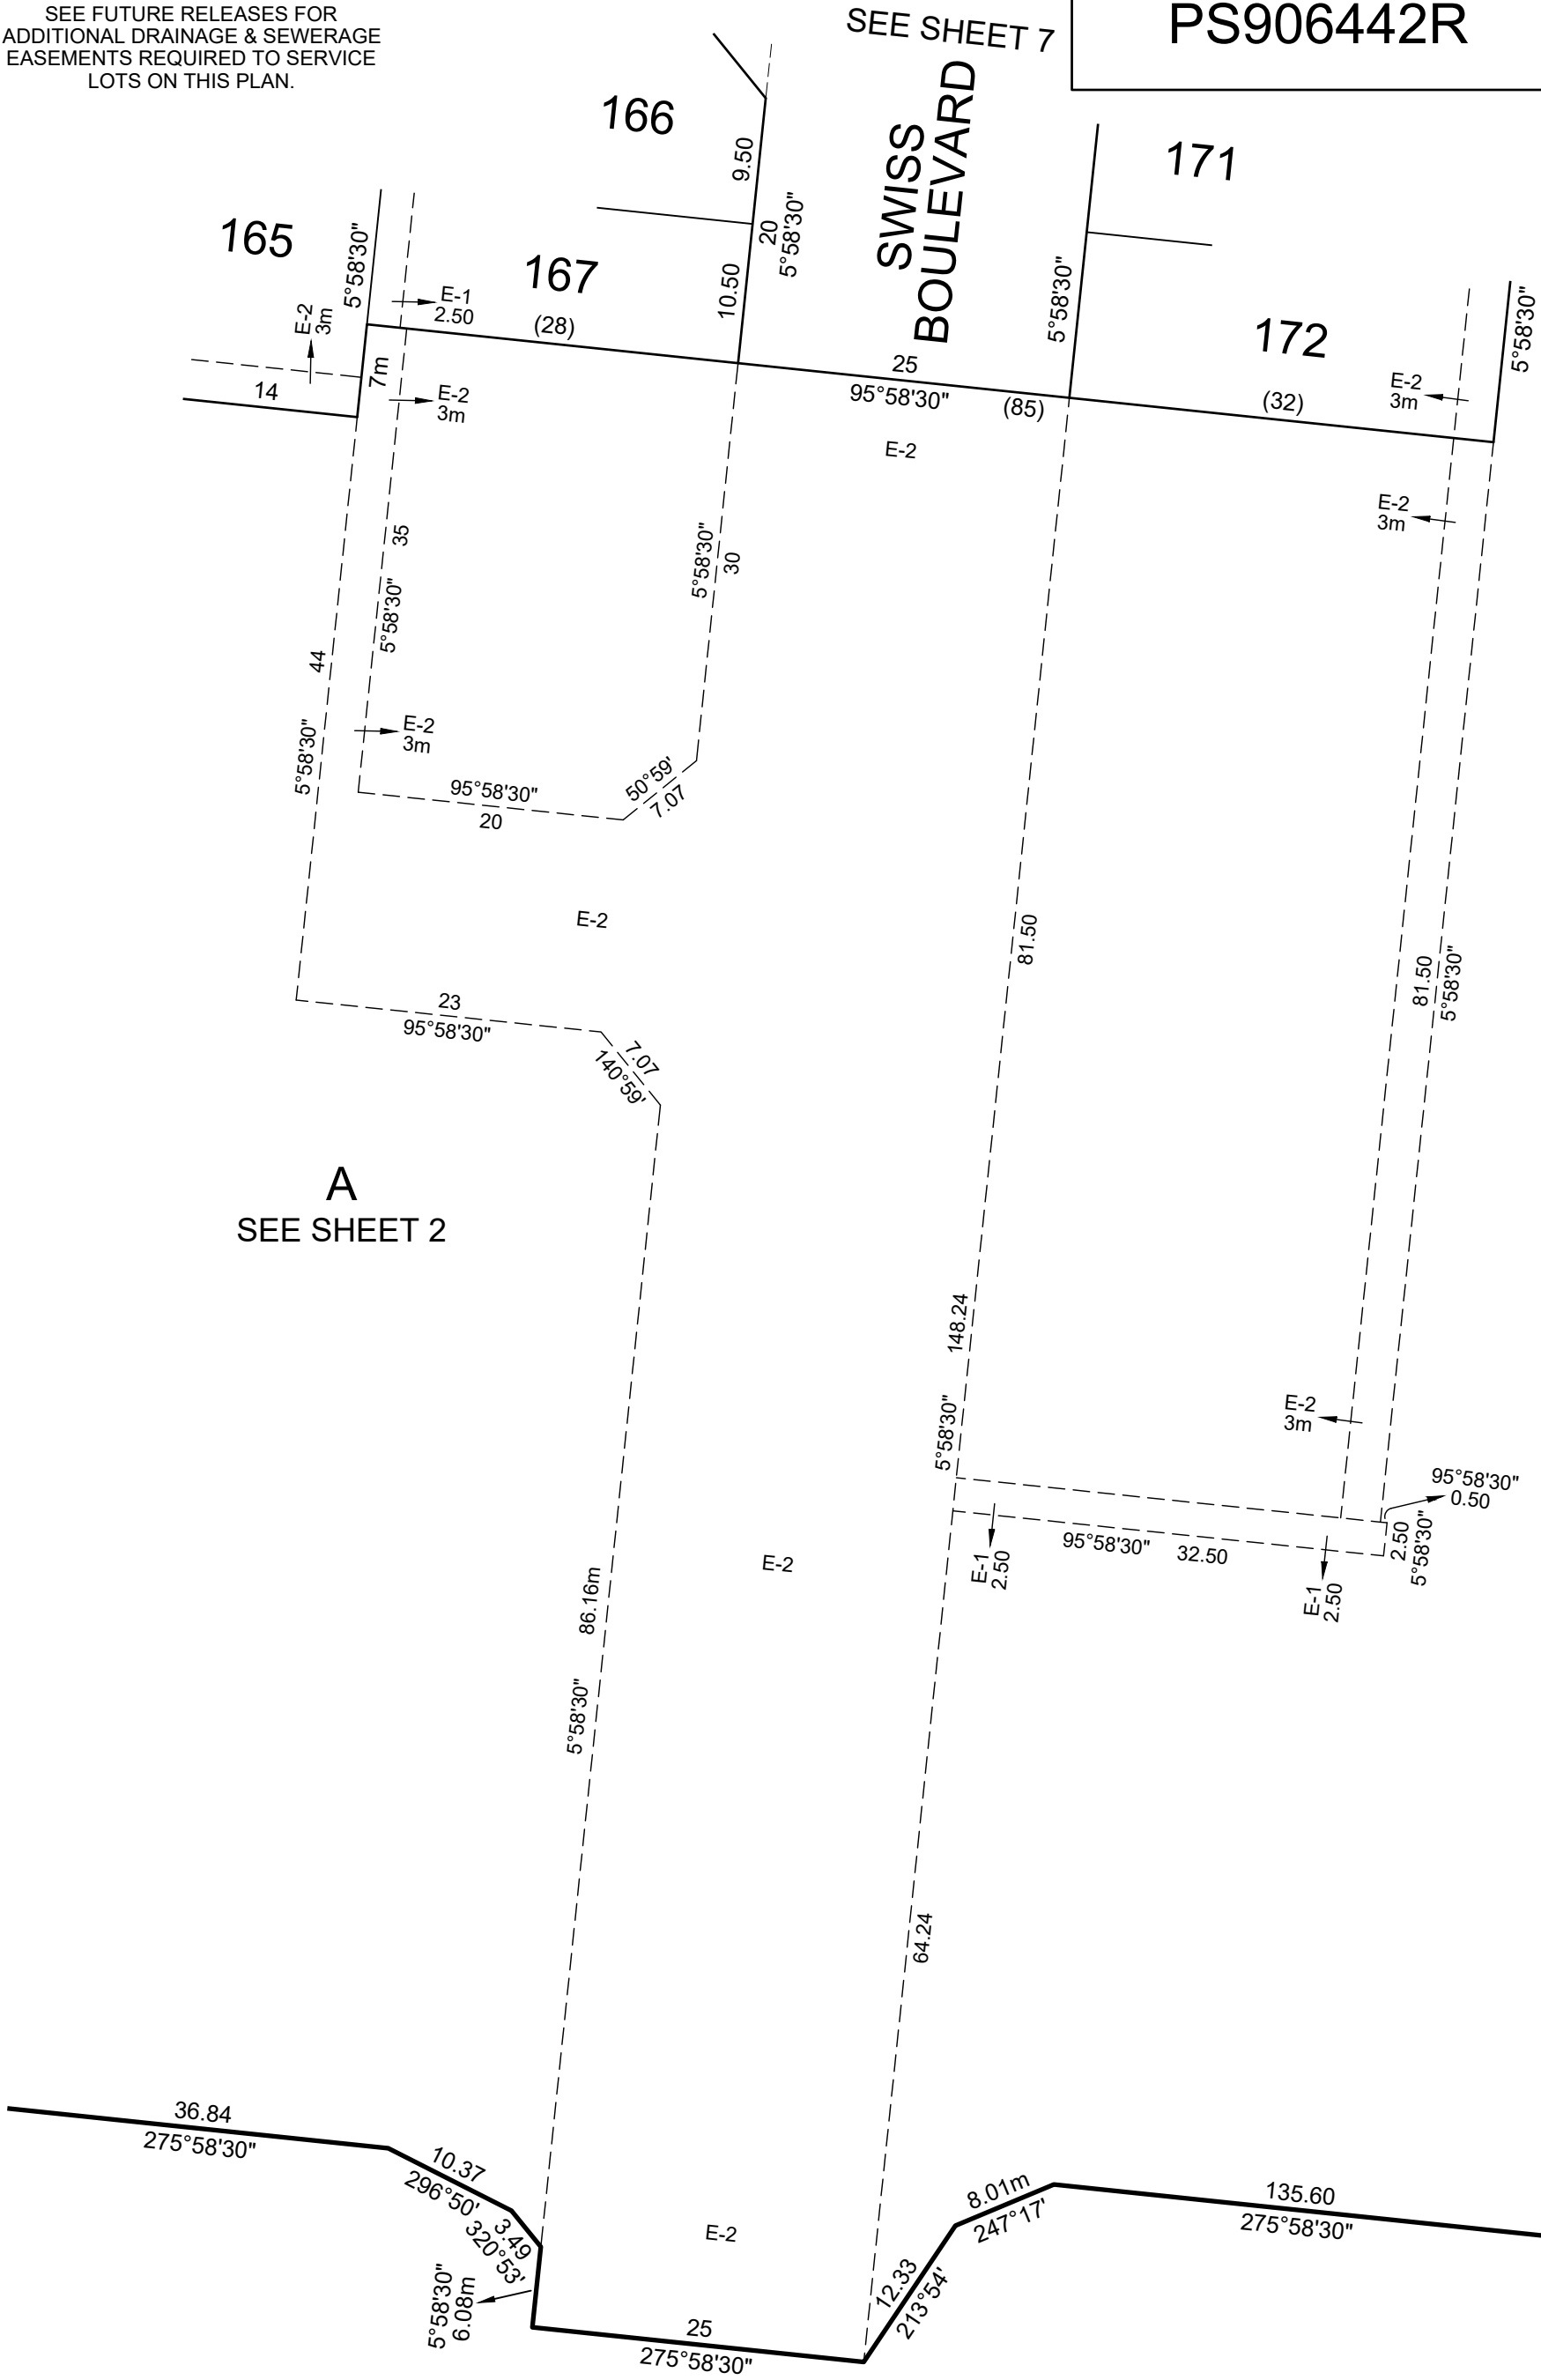 SEE FUTURE RELEASES FOR
ADDITIONAL DRAINAGE & SEWERAGE
EASEMENTS REQUIRED TO SERVICE
LOTS ON THIS PLAN.
SEE SHEET 7
PS906442R
166
9.50
SWISS
BOULEVARD
171
165
5°58'30"
E-1
2.50
167
(28)
10.50
20
5°58'30"
5°58'30"
172
5°58'30"
E-2
3m
14
7m
E-2
3m
25
95°58'30"
(85)
(32)
E-2
3m
E-2
E-2
3m
35
5°58'30"
5°58'30"
30
44
5°58'30"
E-2
3m
95°58'30"
20
50°59'
7.07
E-2
81.50
81.50
5°58'30"
23
95°58'30"
7.07
140°59'
A
SEE SHEET 2
148.24
5°58'30"
E-2
3m
95°58'30"
0.50
2.50
5°58'30"
E-1
2.50
95°58'30"
32.50
E-1
2.50
E-2
86.16m
5°58'30"
64.24
36.84
275°58'30"
10.37
296°50'
3.49
320°53'
5°58'30"
6.08m
E-2
25
275°58'30"
12.33
213°54'
8.01m
247°17'
135.60
275°58'30"